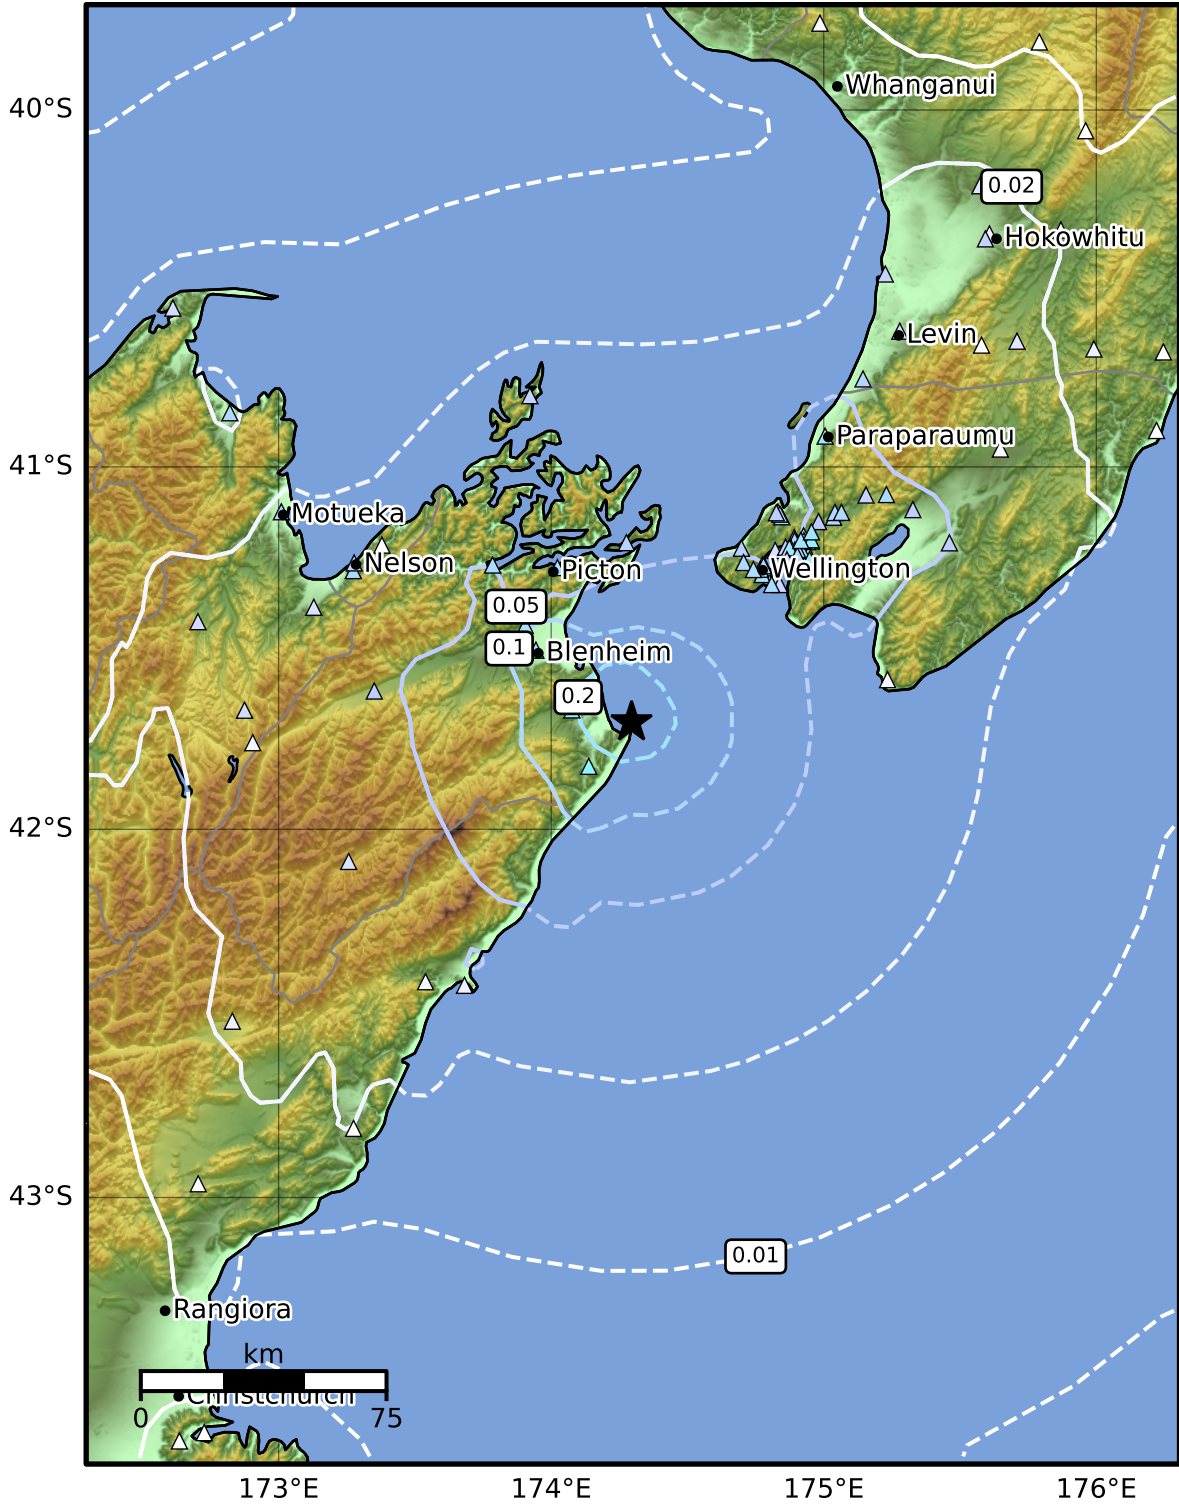 Whanganui
40°S
0.02
Hokowhitu
Levin
Paraparaumu
41°S
Motueka
Nelson
Picton
Wellington
0.05
0.1
Blenheim
0.2
42°S
43°S
0.01
Rangiora
km
Christchurch
0
75
173°E
174°E
175°E
176°E